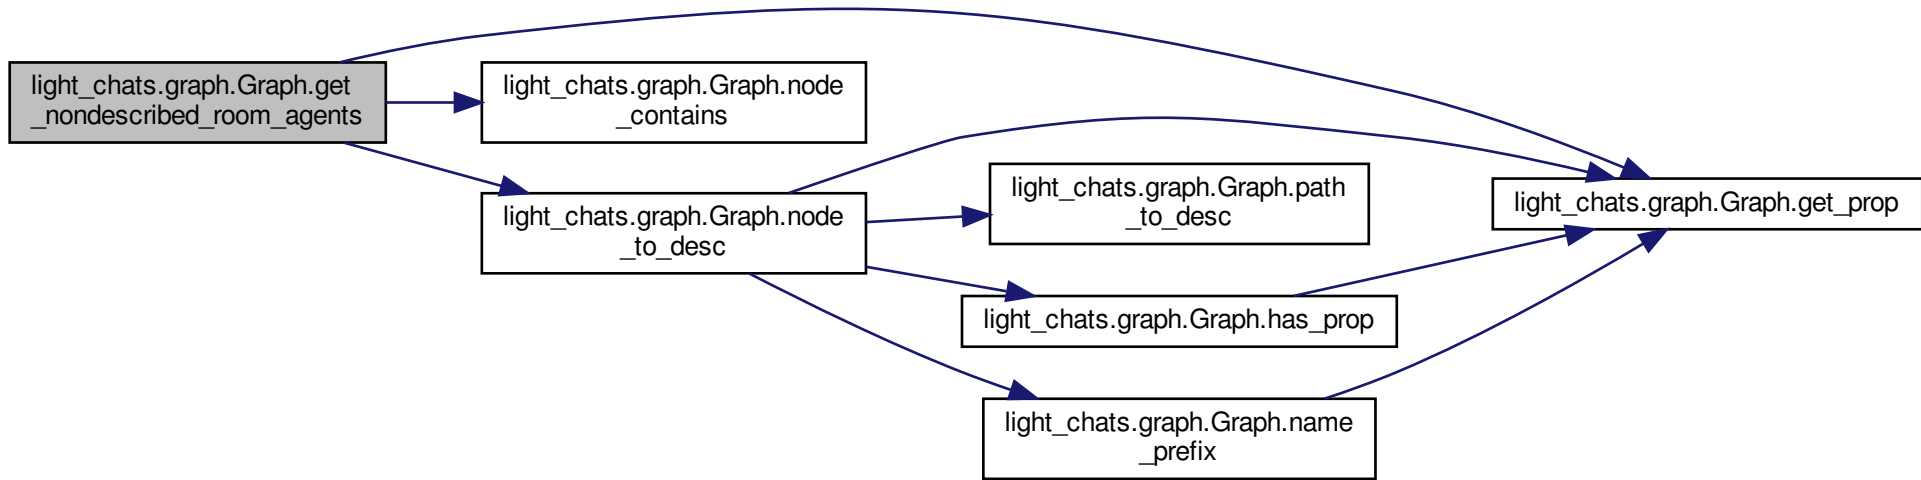 light_chats.graph.Graph.get
_nondescribed_room_agents
light_chats.graph.Graph.node
_contains
light_chats.graph.Graph.node
_to_desc
light_chats.graph.Graph.path
_to_desc
light_chats.graph.Graph.has_prop
light_chats.graph.Graph.name
_prefix
light_chats.graph.Graph.get_prop